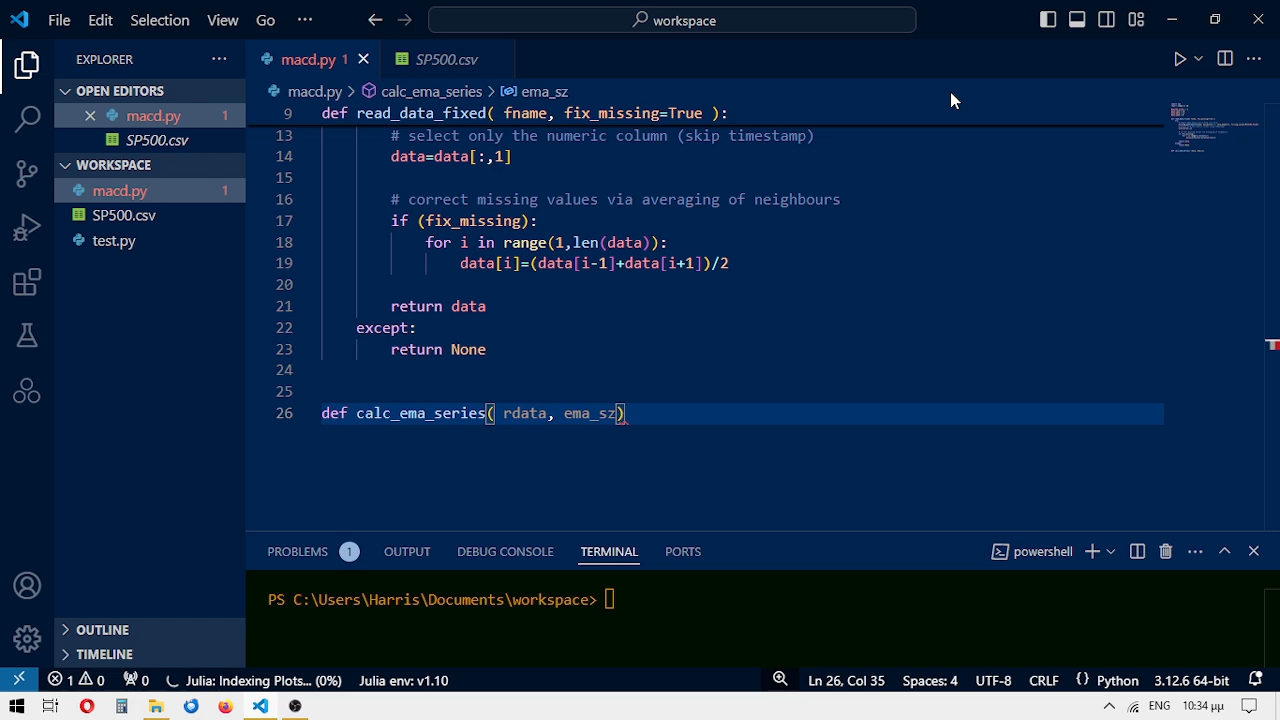 File Edit Selection View Go ··· workspace
EXPLORER ···
OPEN EDITORS
macd.py 1
SP500.csv
WORKSPACE
macd.py 1
SP500.csv
test.py
OUTLINE
TIMELINE
macd.py 1
SP500.csv
macd.py > calc_ema_series > ema_sz
9 def read_data_fixed( fname, fix_missing=True ):
13 # select only the numeric column (skip timestamp)
14 data=data[:,1]
15
16 # correct missing values via averaging of neighbours
17 if (fix_missing):
18 for i in range(1,len(data)):
19 data[i]=(data[i-1]+data[i+1])/2
20
21 return data
22 except:
23 return None
24
25
26 def calc_ema_series( rdata, ema_sz)
PROBLEMS 1 OUTPUT DEBUG CONSOLE TERMINAL PORTS powershell
PS C:\Users\Harris\Documents\workspace>
1 0 0 Julia: Indexing Plots... (0%) Julia env: v1.10 Ln 26, Col 35 Spaces: 4 UTF-8 CRLF {} Python 3.12.6 64-bit
ΕΝG 10:34 μμ